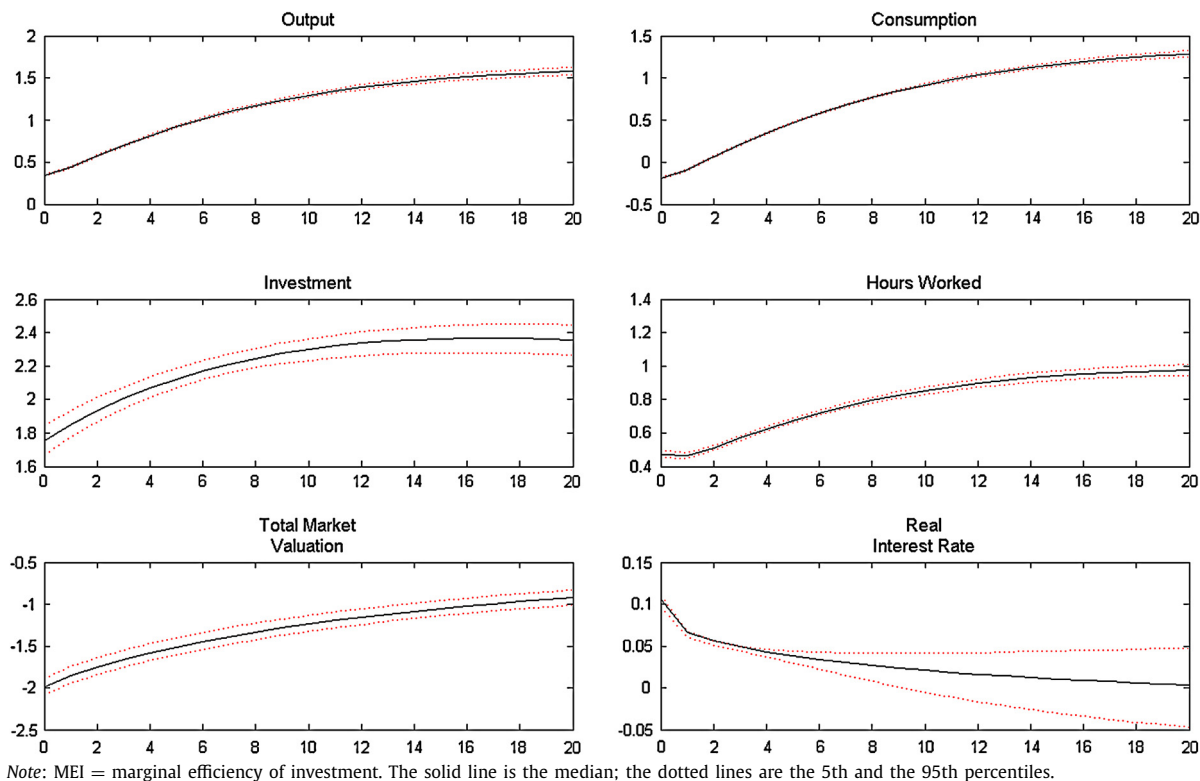 Output
2
1.5
1
0.5
0
0 2 4 6 8 10 12 14 16 18 20
Consumption
1.5
1
0.5
0
-0.5
0 2 4 6 8 10 12 14 16 18 20
Investment
2.6
2.4
2.2
2
1.8
1.6
0 2 4 6 8 10 12 14 16 18 20
Hours Worked
1.4
1.2
1
0.8
0.6
0.4
0 2 4 6 8 10 12 14 16 18 20
Total Market
Valuation
-0.5
-1
-1.5
-2
-2.5
0 2 4 6 8 10 12 14 16 18 20
Real
Interest Rate
0.15
0.1
0.05
0
-0.05
0 2 4 6 8 10 12 14 16 18 20
Note: MEI = marginal efficiency of investment. The solid line is the median; the dotted lines are the 5th and the 95th percentiles.